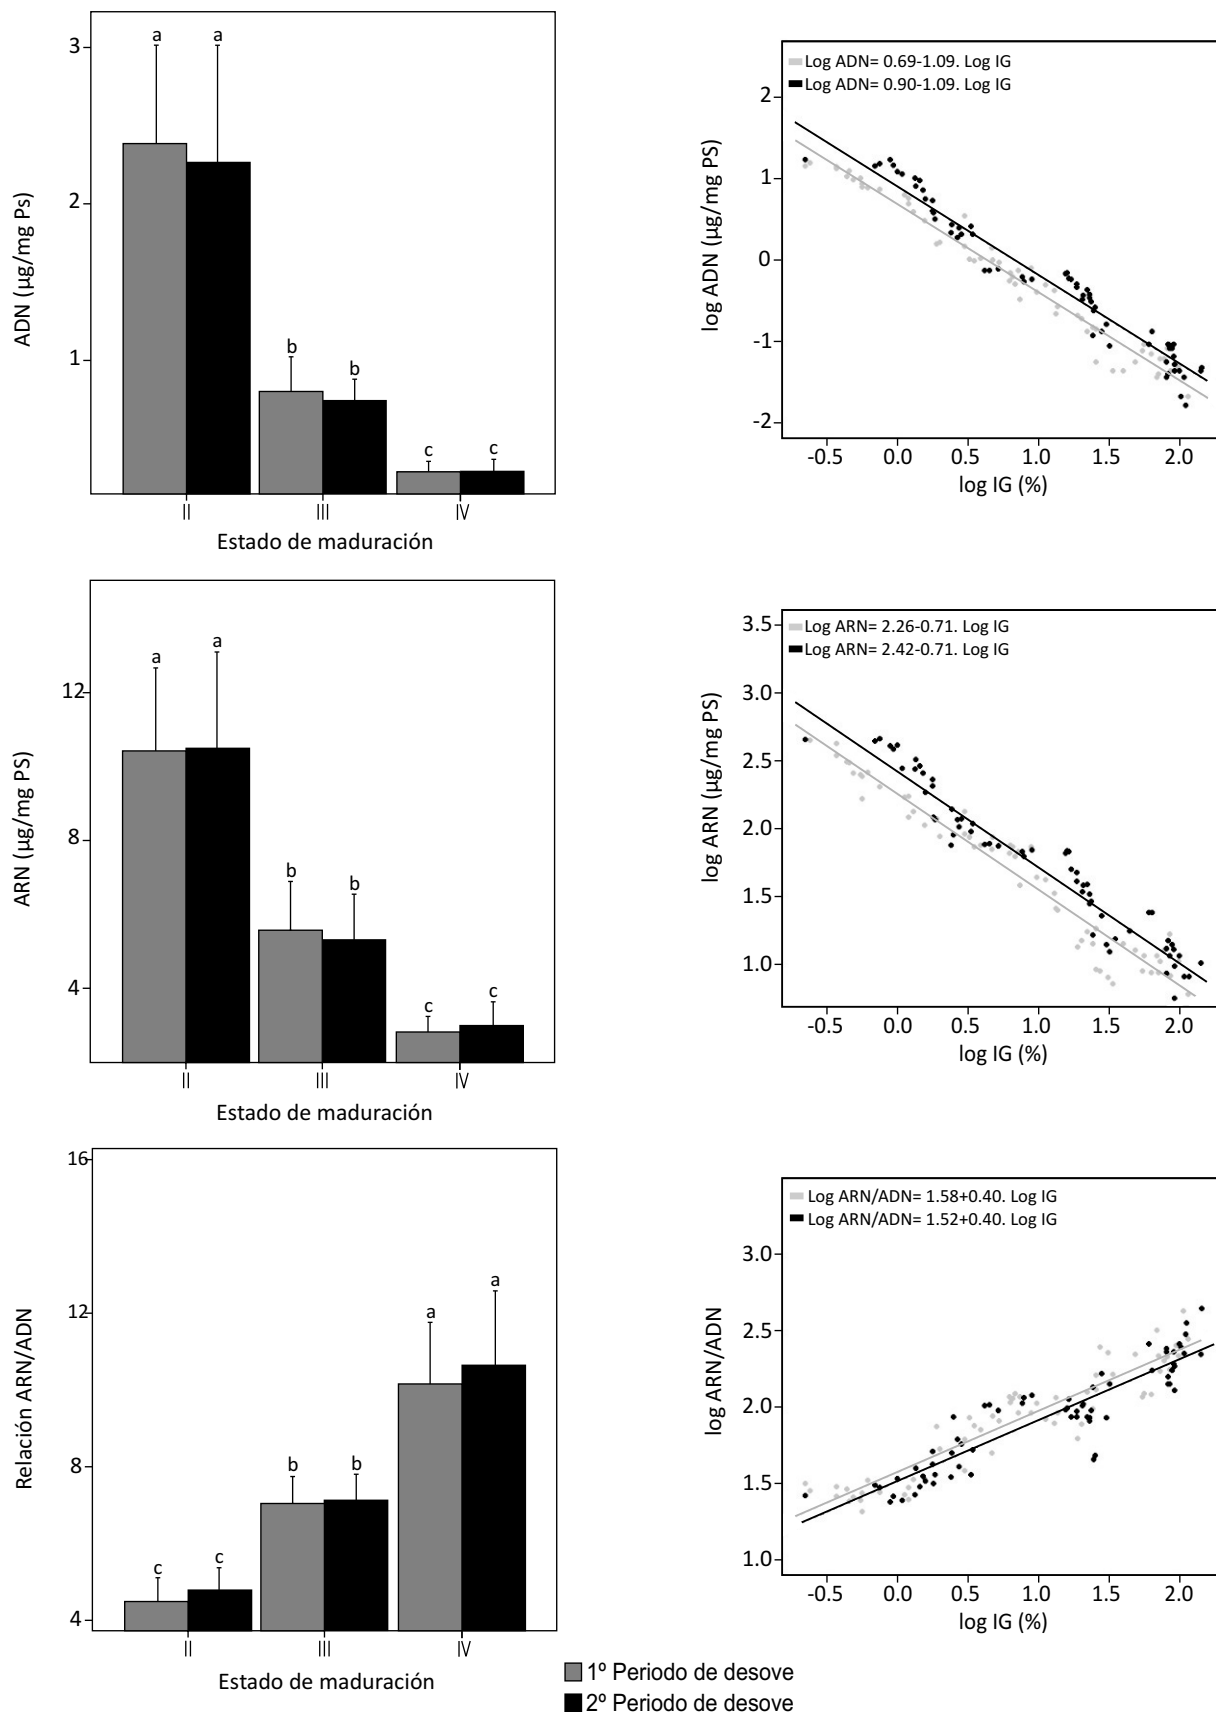 3
2
1
ADN (µg/mg Ps)
a
a
b
b
c
c
II
III
IV
Estado de maduración
Log ADN= 0.69-1.09. Log IG
Log ADN= 0.90-1.09. Log IG
2
1
0
-1
-2
log ADN (µg/mg PS)
-0.5
0.0
0.5
1.0
1.5
2.0
log IG (%)
12
8
4
ARN (µg/mg PS)
a
a
b
b
c
c
II
III
IV
Estado de maduración
Log ARN= 2.26-0.71. Log IG
Log ARN= 2.42-0.71. Log IG
3.5
3.0
2.5
2.0
1.5
1.0
log ARN (µg/mg PS)
-0.5
0.0
0.5
1.0
1.5
2.0
log IG (%)
16
12
8
4
Relación ARN/ADN
c
c
b
b
a
a
II
III
IV
Estado de maduración
Log ARN/ADN= 1.58+0.40. Log IG
Log ARN/ADN= 1.52+0.40. Log IG
3.0
2.5
2.0
1.5
1.0
log ARN/ADN
-0.5
0.0
0.5
1.0
1.5
2.0
log IG (%)
1º Periodo de desove
2º Periodo de desove